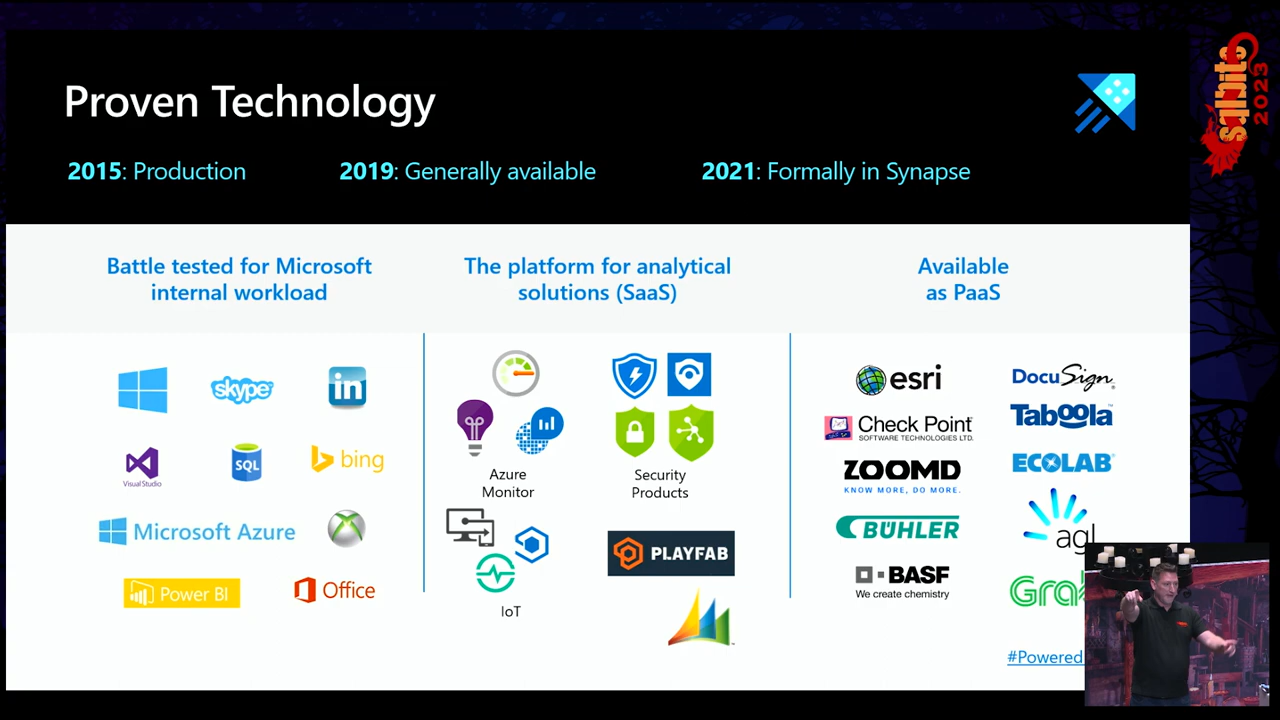 Proven Technology
2015: Production
2019: Generally available
2021: Formally in Synapse
sqlbits
2023
Battle tested for Microsoft
internal workload
The platform for analytical
solutions (SaaS)
Available
as PaaS
skype
in
Visual Studio
SQL
bing
Microsoft Azure
Power BI
Office
Azure
Monitor
Security
Products
IoT
PLAYFAB
esri
DocuSign
Check Point
SOFTWARE TECHNOLOGIES LTD.
Taboola
ZOOMD
KNOW MORE, DO MORE.
ECOLAB
BÜHLER
agl
BASF
We create chemistry
Gra
#Powered